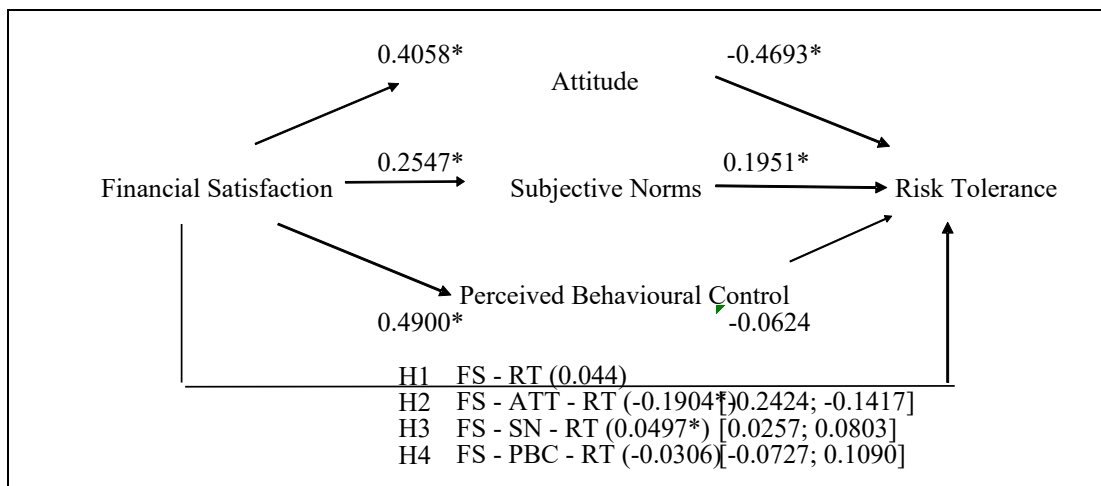 0.4058* -0.4693*
Attitude
0.2547* 0.1951*
Financial Satisfaction Subjective Norms Risk Tolerance
Perceived Behavioural Control
0.4900* -0.0624
H1 FS - RT (0.044)
H2 FS - ATT - RT (-0.1904*) [-0.2424; -0.1417]
H3 FS - SN - RT (0.0497*) [0.0257; 0.0803]
H4 FS - PBC - RT (-0.0306) [-0.0727; 0.1090]